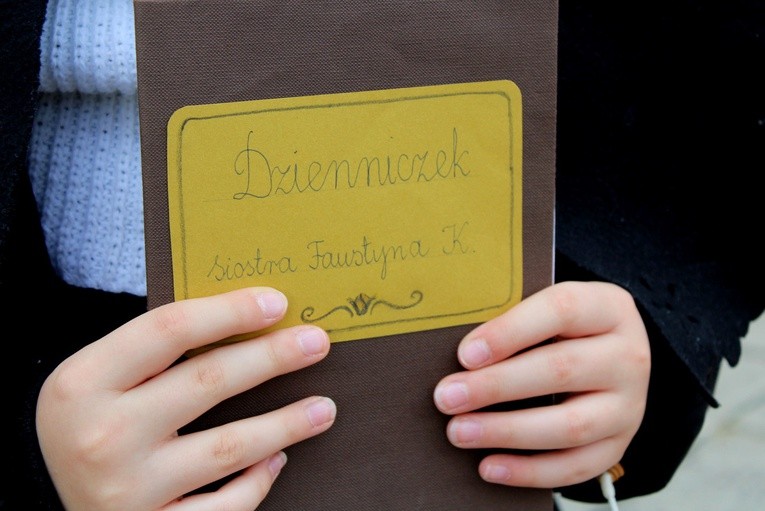 Dzienniczek
siostra Faustyna K.